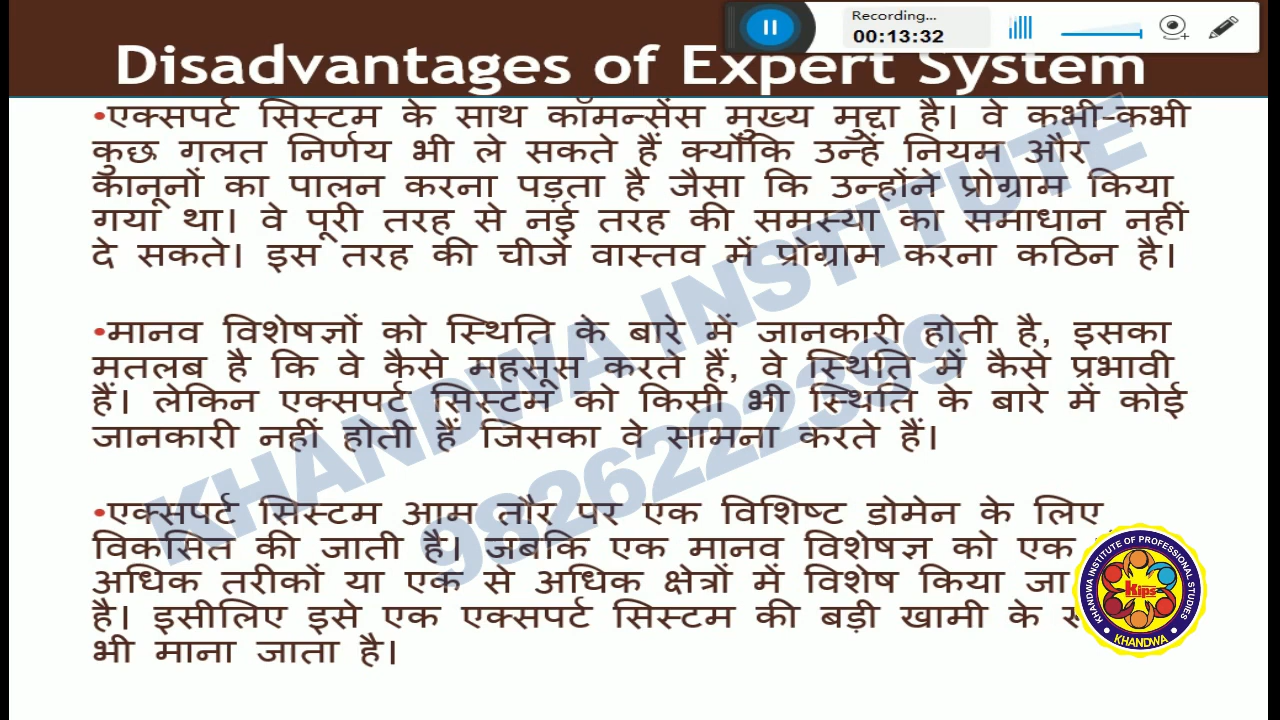 Recording...
00:13:32
Disadvantages of Expert System
•एक्सपर्ट सिस्टम के साथ कॉमन्सेंस मुख्य मुद्दा है। वे कभी-कभी
कुछ गलत निर्णय भी ले सकते हैं क्योंकि उन्हें नियम और
कानूनों का पालन करना पड़ता है जैसा कि उन्होंने प्रोग्राम किया
गया था। वे पूरी तरह से नई तरह की समस्या का समाधान नहीं
दे सकते। इस तरह की चीजें वास्तव में प्रोग्राम करना कठिन है।
•मानव विशेषज्ञों को स्थिति के बारे में जानकारी होती है, इसका
मतलब है कि वे कैसे महसूस करते हैं, वे स्थिति में कैसे प्रभावी
हैं। लेकिन एक्सपर्ट सिस्टम को किसी भी स्थिति के बारे में कोई
जानकारी नहीं होती हैं जिसका वे सामना करते हैं।
•एक्सपर्ट सिस्टम आम तौर पर एक विशिष्ट डोमेन के लिए
विकसित की जाती है। जबकि एक मानव विशेषज्ञ को एक
अधिक तरीकों या एक से अधिक क्षेत्रों में विशेष किया जा
है। इसीलिए इसे एक एक्सपर्ट सिस्टम की बड़ी खामी के
भी माना जाता है।
KHANDWA INSTITUTE
9826222399
KHANDWA INSTITUTE OF PROFESSIONAL STUDIES
Kips
• KHANDWA •